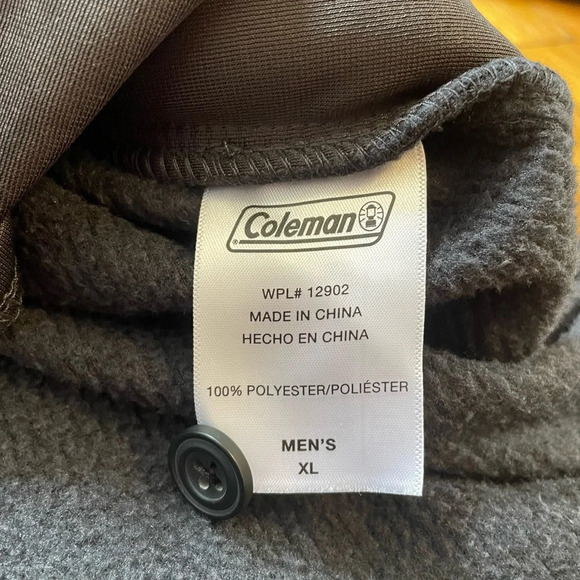 Coleman
WPL# 12902
MADE IN CHINA
HECHO EN CHINA
100% POLYESTER/POLIÉSTER
MEN'S
XL